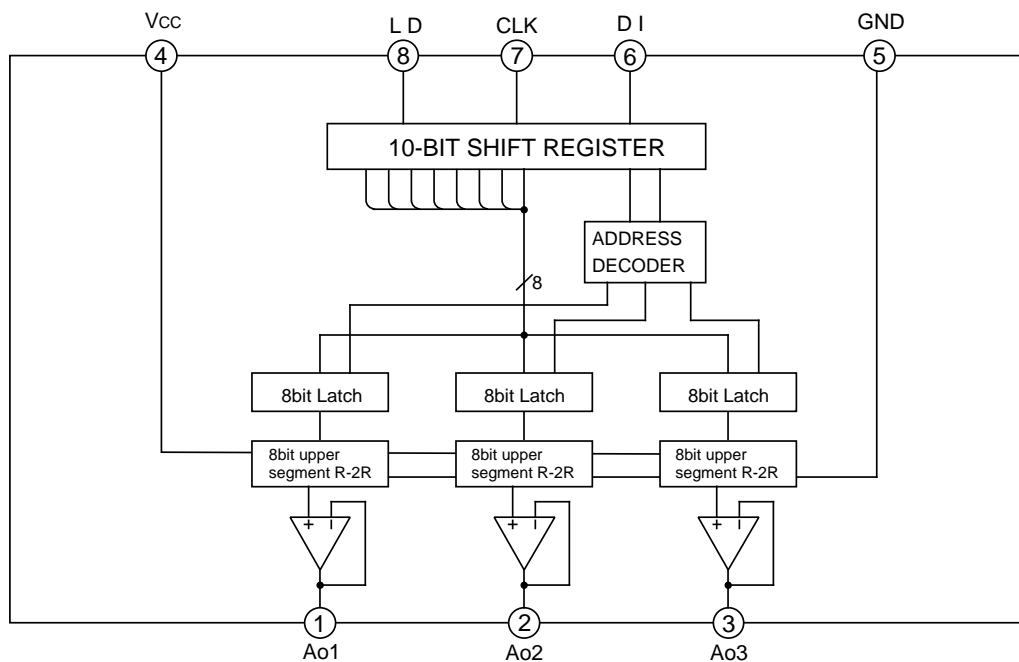 VCC L D CLK D I GND
4 8 7 6 5
10-BIT SHIFT REGISTER
ADDRESS
DECODER
8
8bit Latch 8bit Latch 8bit Latch
8bit upper
segment R-2R
8bit upper
segment R-2R
8bit upper
segment R-2R
+ − + − + −
1 2 3
Ao1 Ao2 Ao3